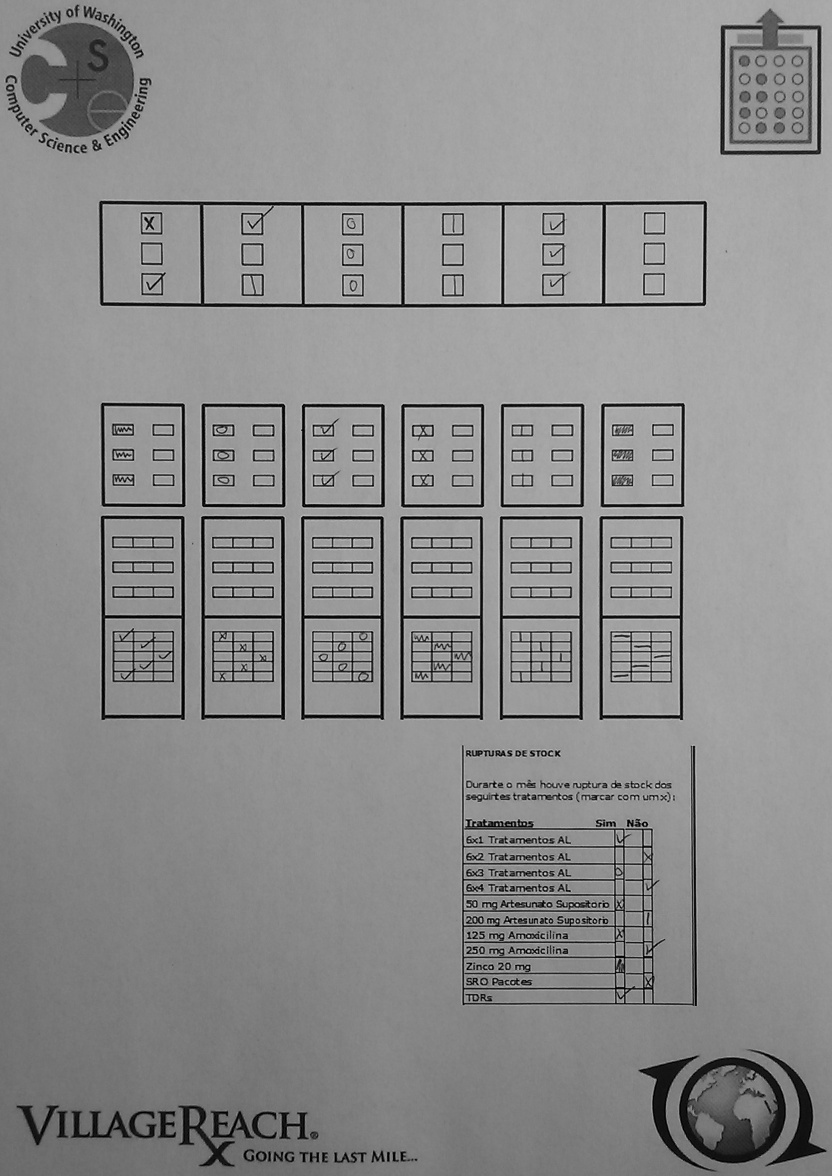 University of Washington
CSe
Computer Science & Engineering
RUPTURAS DE STOCK
Durarte o mês houve ruptura de stock dos
seguintes tratamentos (marcar com um x):
Tratamentos Sim Não
6x1 Tratamentos AL
6x2 Tratamentos AL
6x3 Tratamentos AL
6x4 Tratamentos AL
50 mg Artesunato Supositorio
200 mg Artesunato Supositorio
125 mg Amoxicilina
250 mg Amoxicilina
Zinco 20 mg
SRO Pacotes
TDRs
VILLAGEREACH®
GOING THE LAST MILE...